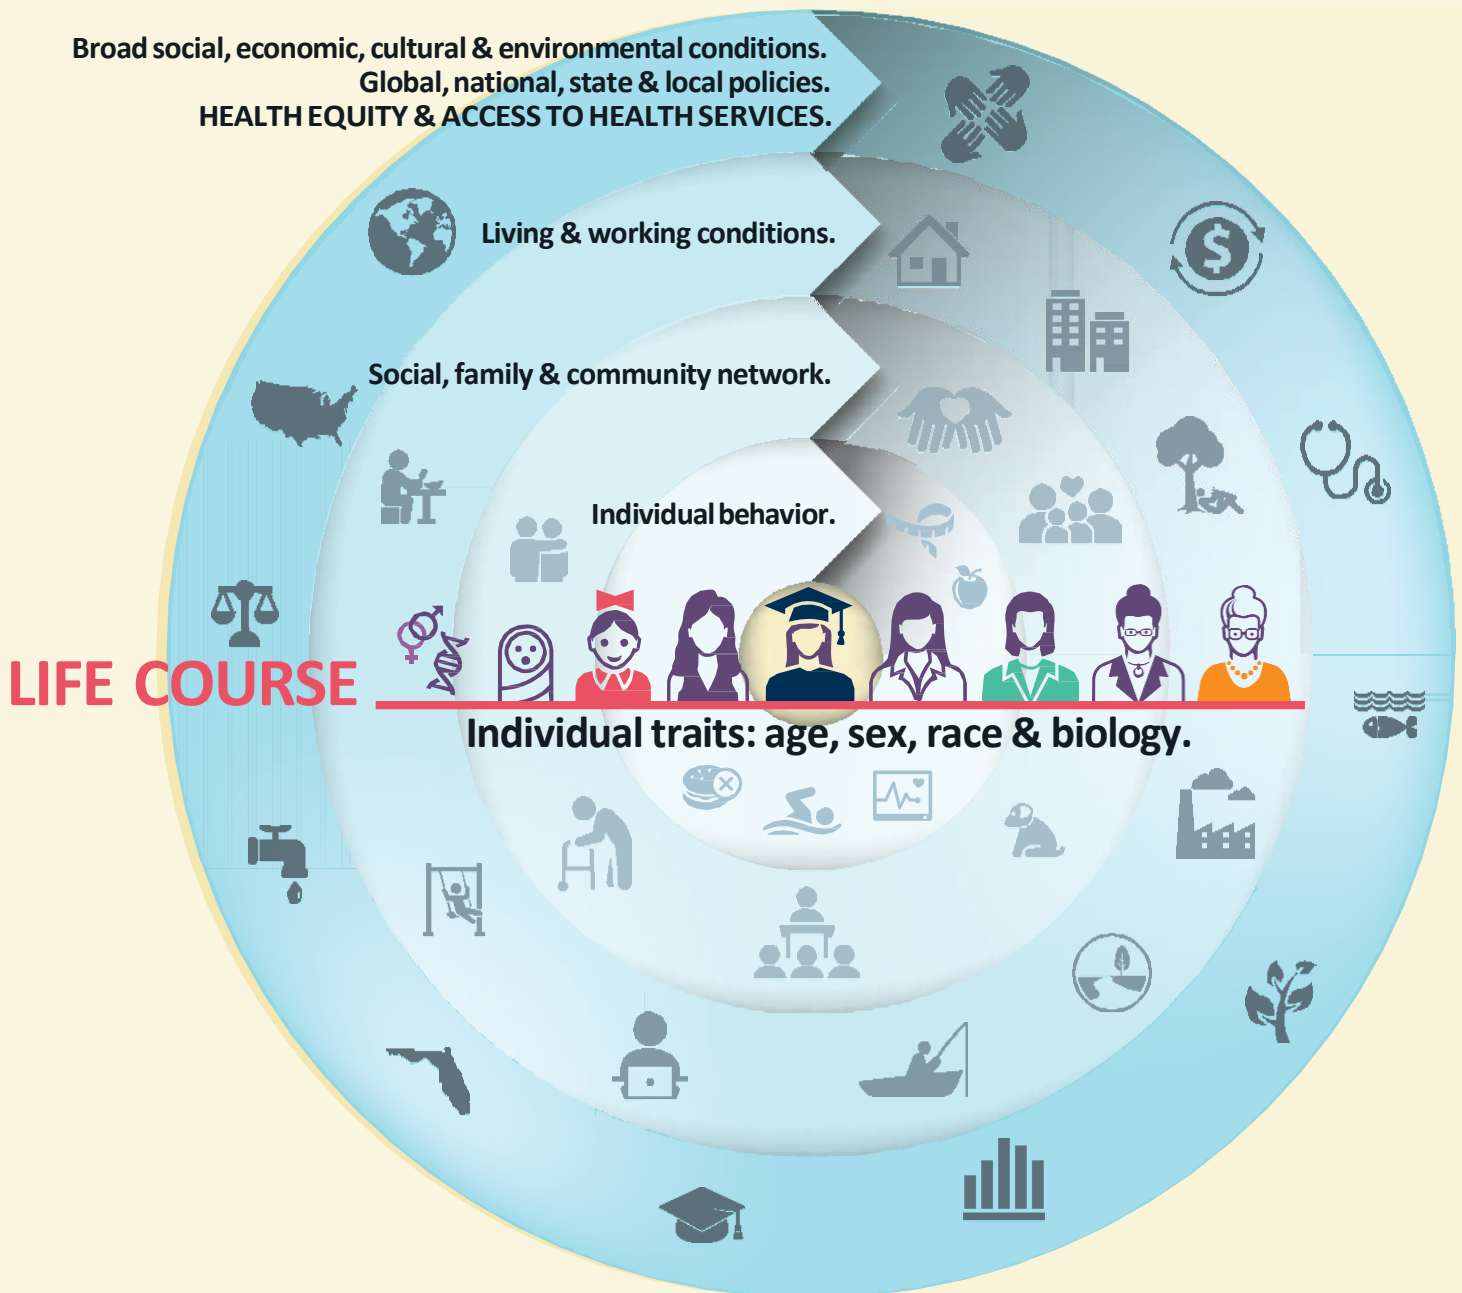 Broad social, economic, cultural & environmental conditions.
Global, national, state & local policies.
HEALTH EQUITY & ACCESS TO HEALTH SERVICES.
Living & working conditions.
Social, family & community network.
Individual behavior.
LIFE COURSE
Individual traits: age, sex, race & biology.
$